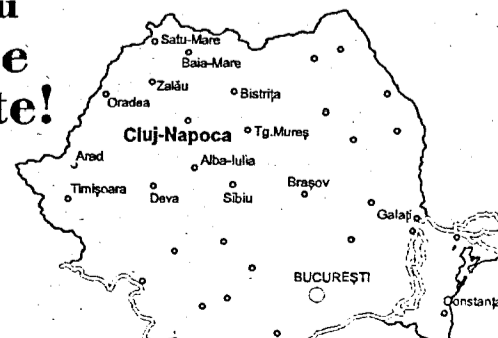 u
e
te!
Satu-Mare
Baia-Mare
Zalău
Bistrița
Oradea
Cluj-Napoca
Tg.Mureș
Arad
Alba-Iulia
Timișoara
Deva
Sibiu
Brașov
Galați
BUCUREȘTI
Constanța